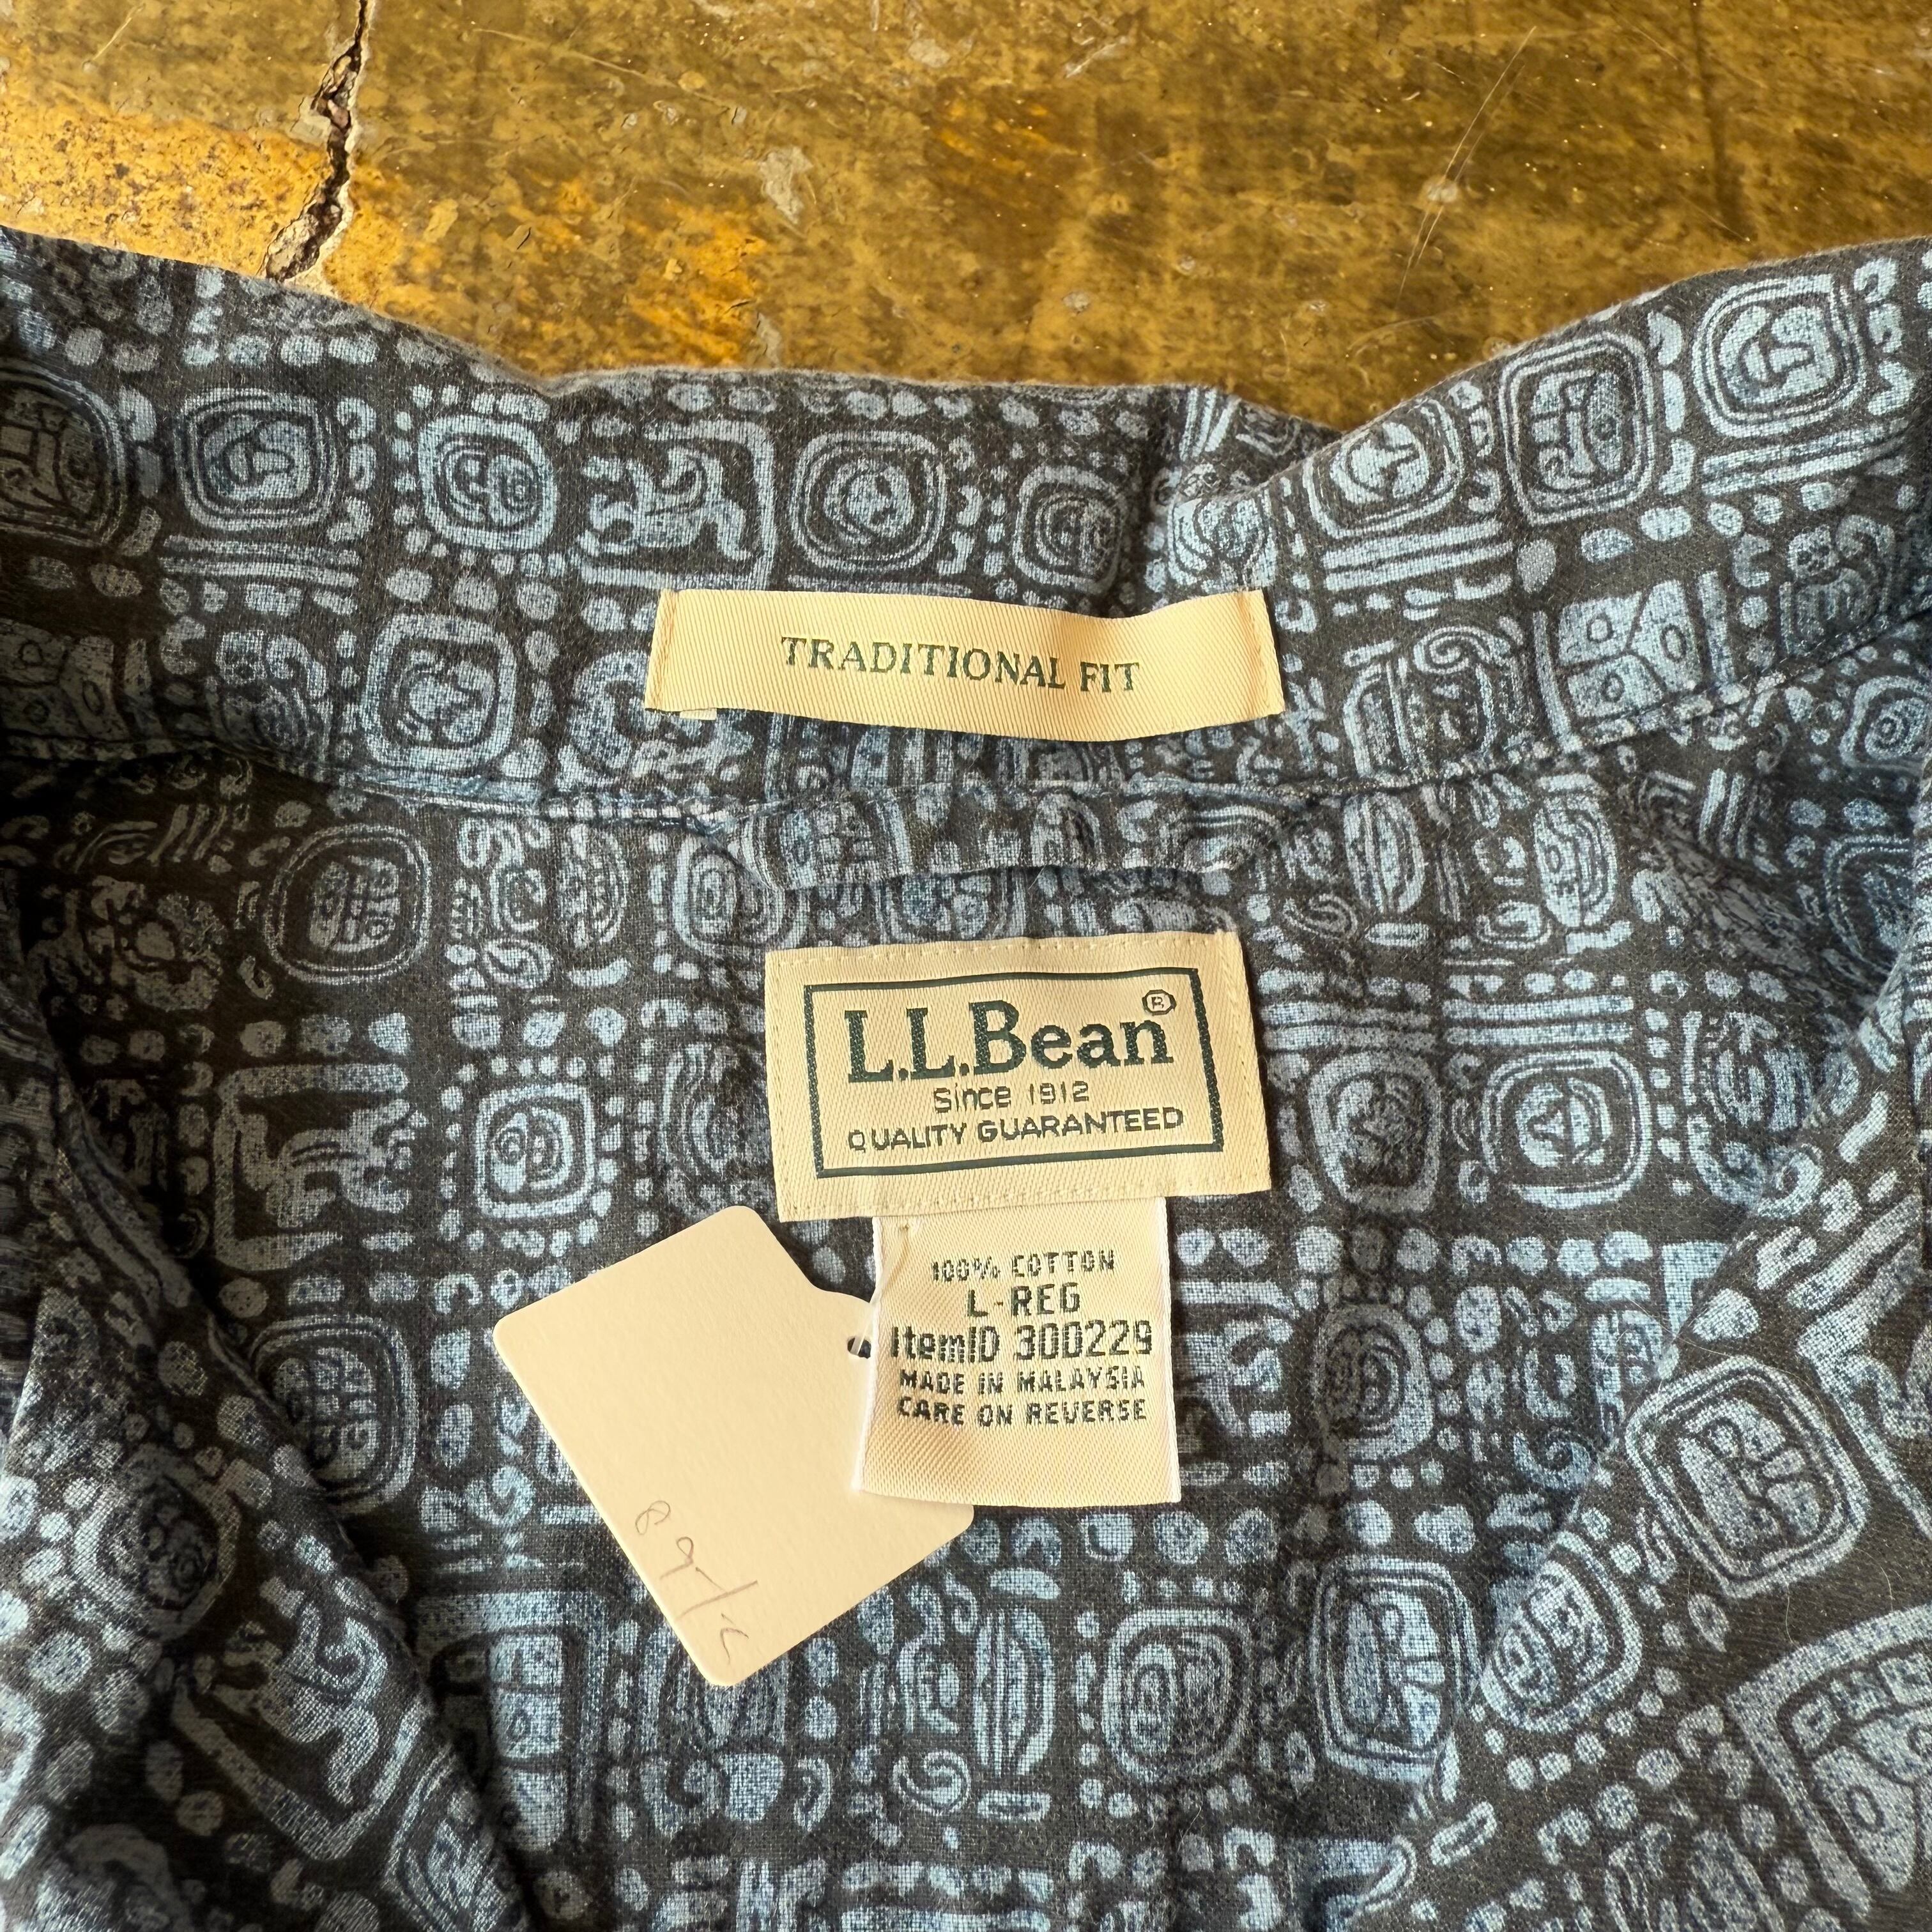 TRADITIONAL FIT
L.L.Bean®
Since 1912
QUALITY GUARANTEED
100% COTTON
L-REG
ItemID 300229
MADE IN MALAYSIA
CARE ON REVERSE